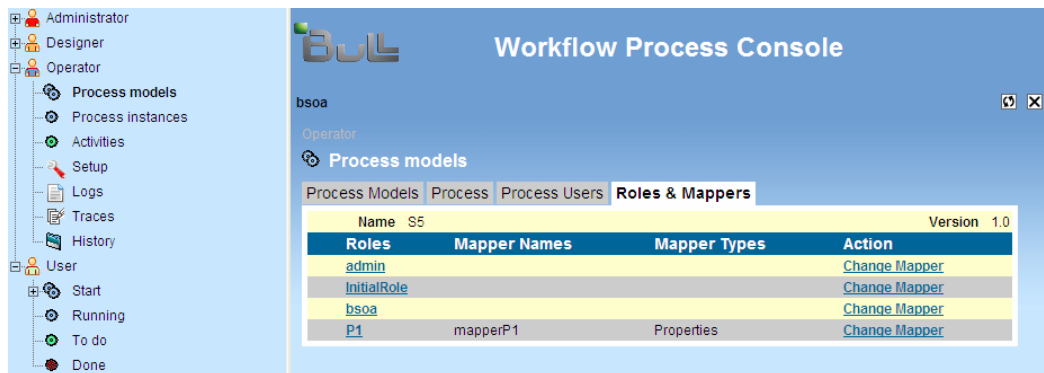 Administrator
Designer
Operator
Process models
Process instances
Activities
Setup
Logs
Traces
History
User
Start
Running
To do
Done
Bull
Workflow Process Console
bsoa
Operator
Process models
Process Models Process Process Users Roles & Mappers
Name S5 Version 1.0
Roles Mapper Names Mapper Types Action
admin Change Mapper
InitialRole Change Mapper
bsoa Change Mapper
P1 mapperP1 Properties Change Mapper